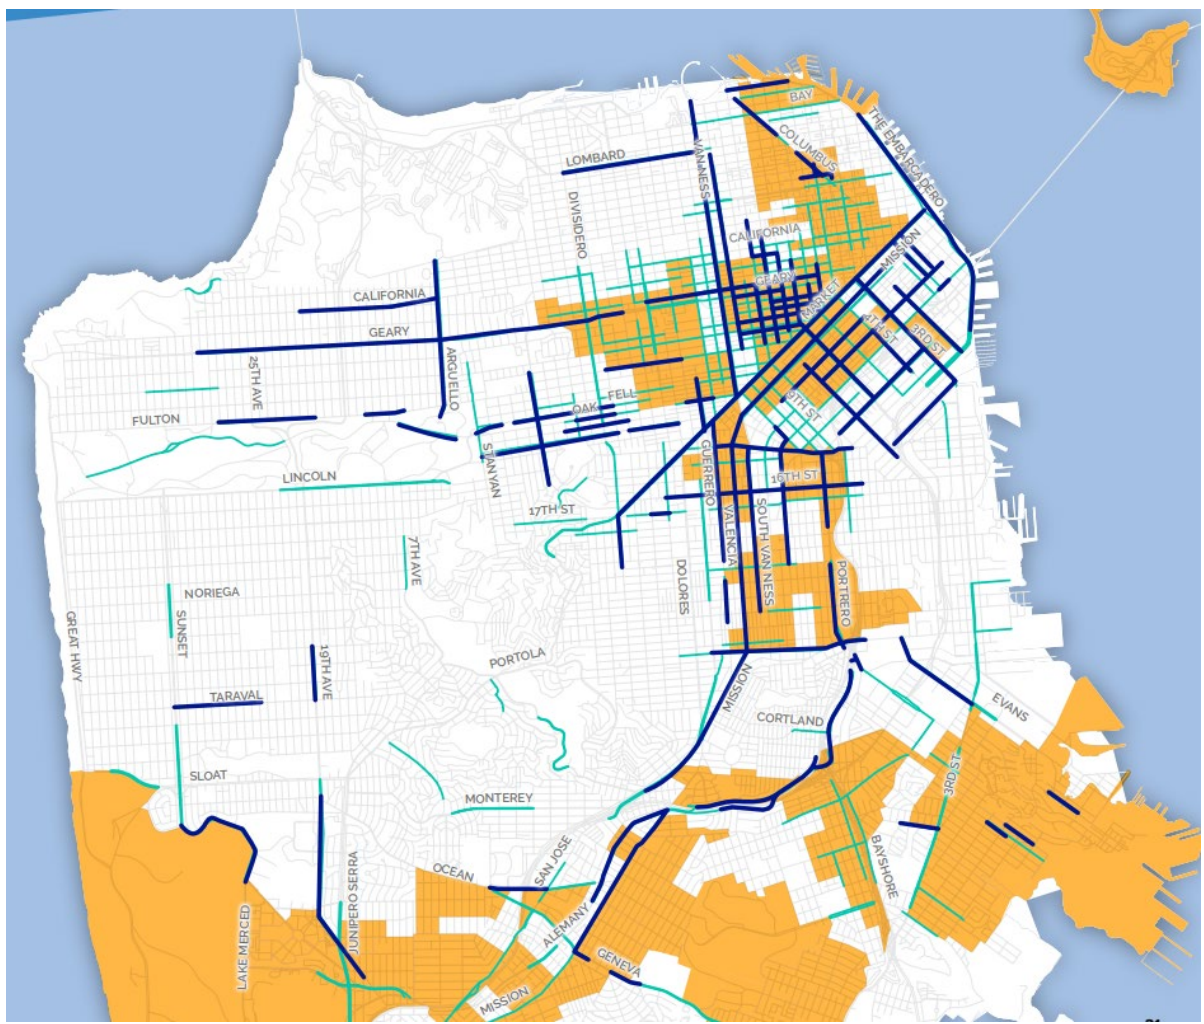 BAY
COLUMBUS
THE EMBARCADERO
VAN NESS
LOMBARD
DIVISIDERO
CALIFORNIA
MISSION
GEARY
CALIFORNIA
MARKET
4TH ST
3RD ST
GEARY
25TH AVE
ARGUELLO
FELL
OAK
9TH ST
FULTON
STANYAN
GUERRERO
LINCOLN
16TH ST
17TH ST
VALENCIA
SOUTH VAN NESS
7TH AVE
DOLORES
PORTRERO
NORIEGA
GREAT HWY
SUNSET
19TH AVE
PORTOLA
TARAVAL
MISSION
CORTLAND
EVANS
SLOAT
3RD ST
MONTEREY
BAYSHORE
SAN JOSE
OCEAN
ALEMANY
JUNIPERO SERRA
LAKE MERCED
GENEVA
MISSION